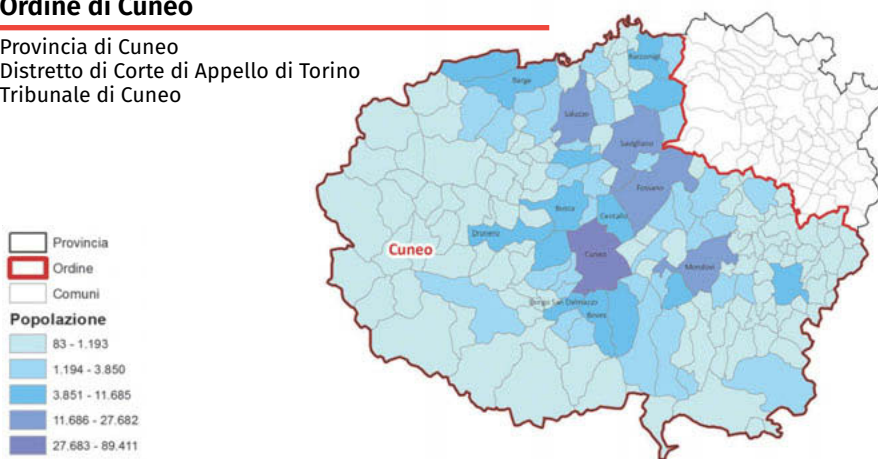 Ordine di Cuneo
Provincia di Cuneo
Distretto di Corte di Appello di Torino
Tribunale di Cuneo
Racconigi
Barge
Saluzzo
Savigliano
Fossano
Busca
Centallo
Dronero
Cuneo
Cuneo
Mondovì
Borgo San Dalmazzo
Boves
Provincia
Ordine
Comuni
Popolazione
83 - 1.193
1.194 - 3.850
3.851 - 11.685
11.686 - 27.682
27.683 - 89.411